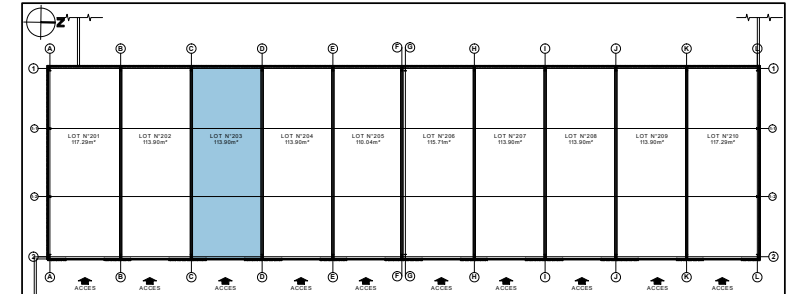 Z
A B C D E F G H I J K L
1 1
LOT N°201 LOT N°202 LOT N°203 LOT N°204 LOT N°205 LOT N°206 LOT N°207 LOT N°208 LOT N°209 LOT N°210
117.29m² 113.90m² 113.90m² 113.90m² 110.04m² 115.71m² 113.90m² 113.90m² 113.90m² 117.29m²
2 2
A B C D E F G H I J K L
ACCES ACCES ACCES ACCES ACCES ACCES ACCES ACCES ACCES ACCES